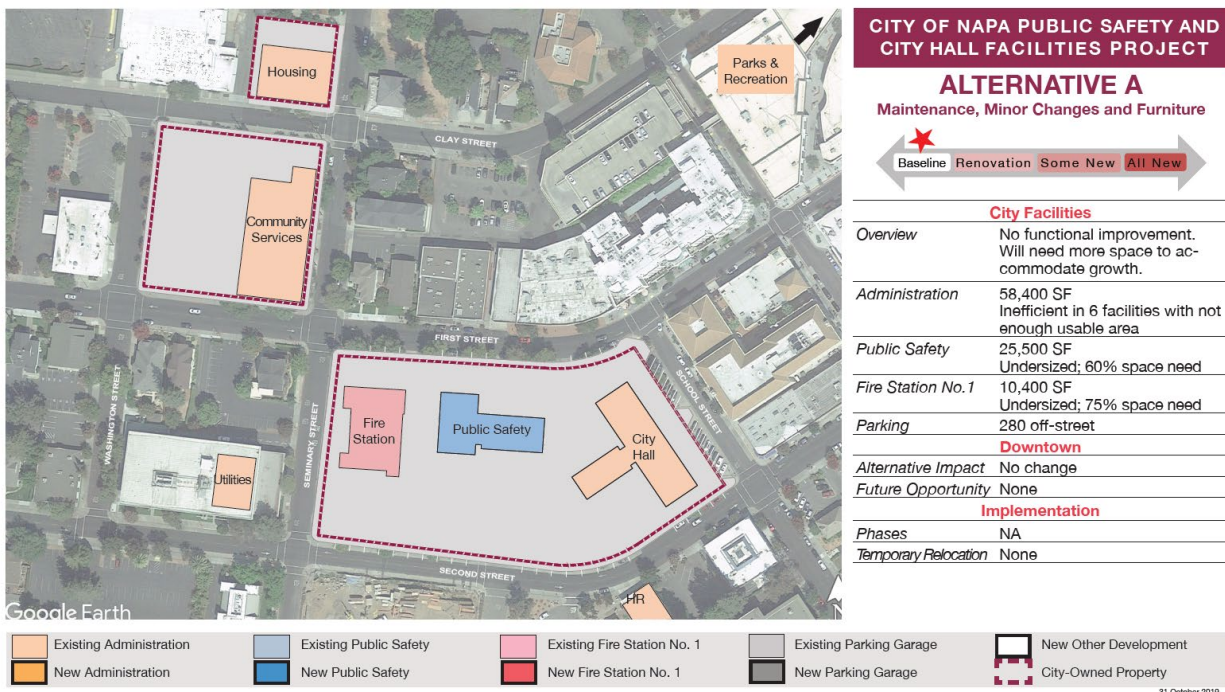 Housing
Parks &
Recreation
CLAY STREET
Community
Services
FIRST STREET
WASHINGTON STREET
SEMINARY STREET
SCHOOL STREET
Fire
Station
Public Safety
City
Hall
Utilities
SECOND STREET
HR
Google Earth
N
CITY OF NAPA PUBLIC SAFETY AND
CITY HALL FACILITIES PROJECT
ALTERNATIVE A
Maintenance, Minor Changes and Furniture
Baseline Renovation Some New All New
City Facilities
Overview No functional improvement.
Will need more space to ac-
commodate growth.
Administration 58,400 SF
Inefficient in 6 facilities with not
enough usable area
Public Safety 25,500 SF
Undersized; 60% space need
Fire Station No.1 10,400 SF
Undersized; 75% space need
Parking 280 off-street
Downtown
Alternative Impact No change
Future Opportunity None
Implementation
Phases NA
Temporary Relocation None
Existing Administration Existing Public Safety Existing Fire Station No. 1 Existing Parking Garage New Other Development
New Administration New Public Safety New Fire Station No. 1 New Parking Garage City-Owned Property
31 October 2019